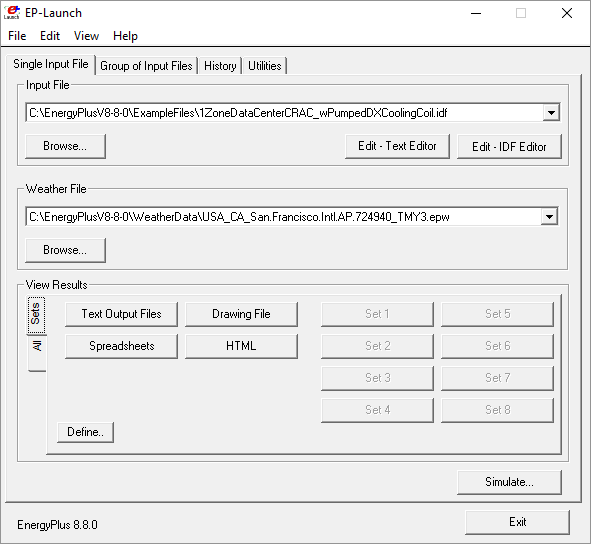 EP-Launch
File Edit View Help
Single Input File Group of Input Files History Utilities
Input File
C:\EnergyPlusV8-8-0\ExampleFiles\1ZoneDataCenterCRAC_wPumpedDXCoolingCoil.idf
Browse... Edit - Text Editor Edit - IDF Editor
Weather File
C:\EnergyPlusV8-8-0\WeatherData\USA_CA_San.Francisco.Intl.AP.724940_TMY3.epw
Browse...
View Results
Sets
All
Text Output Files Drawing File Set 1 Set 5
Spreadsheets HTML Set 2 Set 6
Set 3 Set 7
Set 4 Set 8
Define..
Simulate...
EnergyPlus 8.8.0 Exit